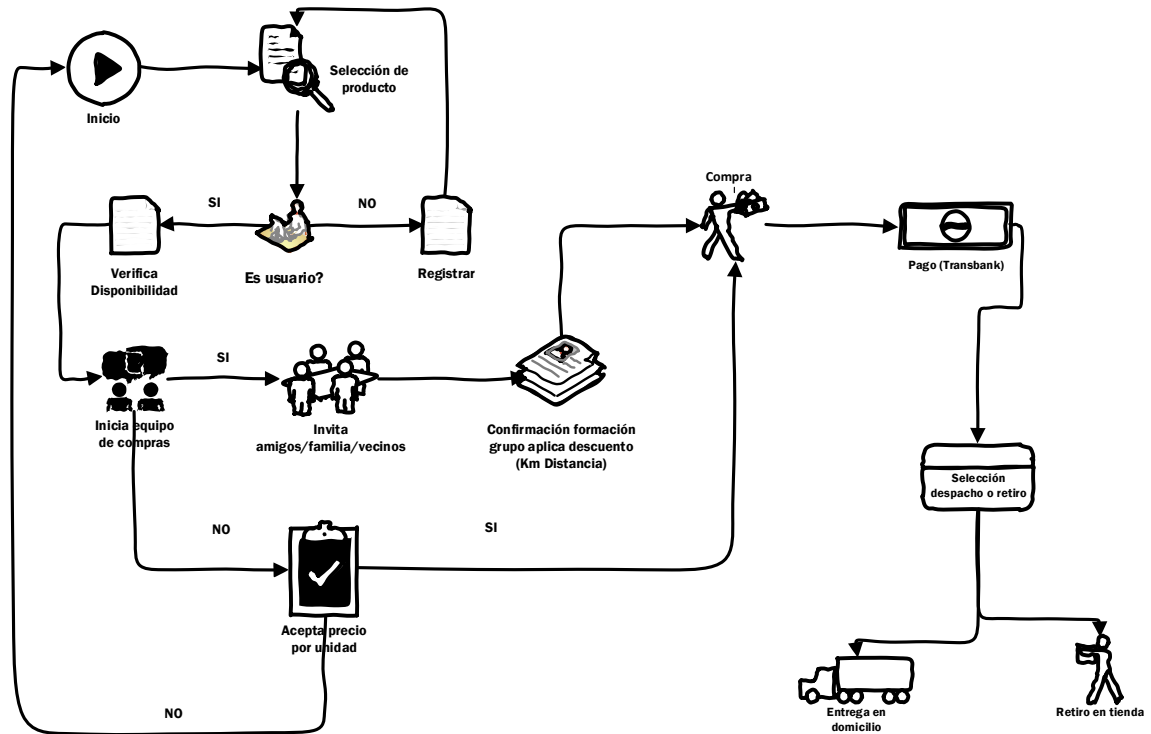 Selección de
producto
Inicio
Compra
SI
NO
Verifica
Disponibilidad
Es usuario?
Registrar
Pago (Transbank)
SI
Inicia equipo
de compras
Invita
amigos/familia/vecinos
Confirmación formación
grupo aplica descuento
(Km Distancia)
Selección
despacho o retiro
NO
SI
Acepta precio
por unidad
NO
Entrega en
domicilio
Retiro en tienda